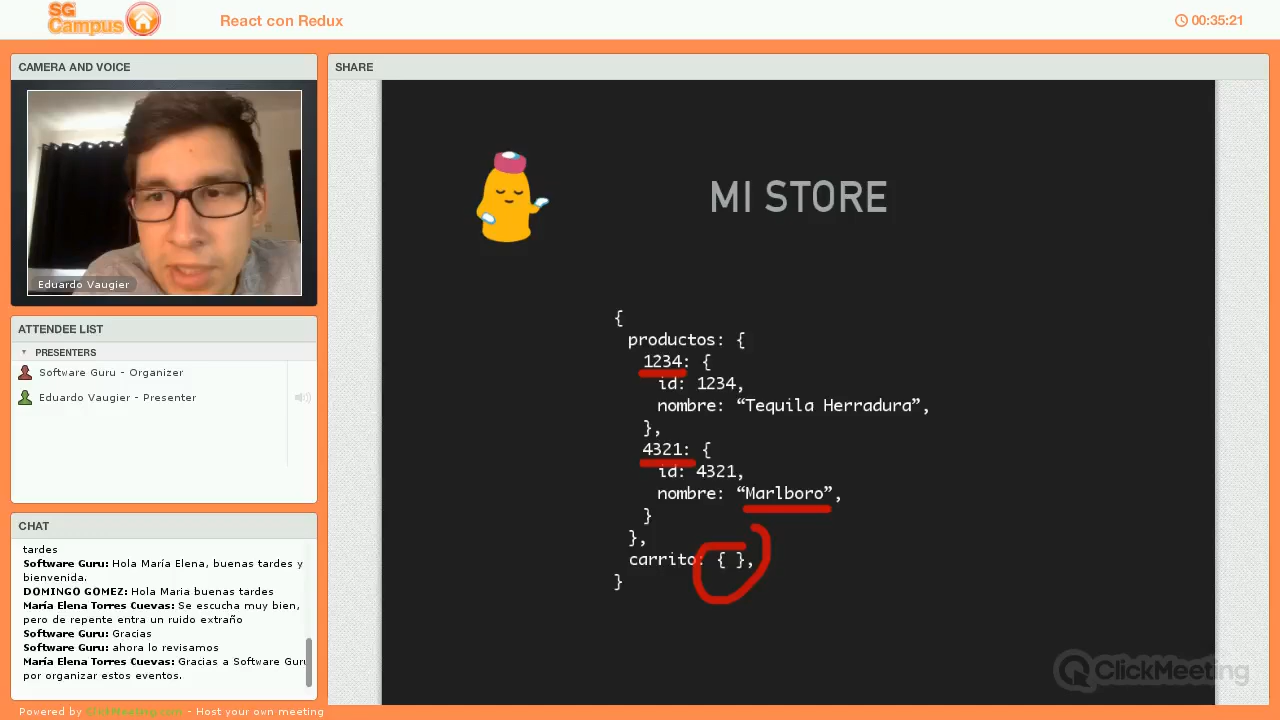 SG
Campus
React con Redux
00:35:21
CAMERA AND VOICE
Eduardo Vaugier
ATTENDEE LIST
PRESENTERS
Software Guru - Organizer
Eduardo Vaugier - Presenter
CHAT
tardes
Software Guru: Hola María Elena, buenas tardes y
bienvenida.
DOMINGO GOMEZ: Hola Maria buenas tardes
María Elena Torres Cuevas: Se escucha muy bien,
pero de repente entra un ruido extraño
Software Guru: Gracias
Software Guru: ahora lo revisamos
María Elena Torres Cuevas: Gracias a Software Guru
por organizar estos eventos.
Powered by ClickMeeting.com - Host your own meeting
SHARE
MI STORE
{
productos: {
1234: {
id: 1234,
nombre: “Tequila Herradura”,
},
4321: {
id: 4321,
nombre: “Marlboro”,
}
},
carrito: { },
}
ClickMeeting